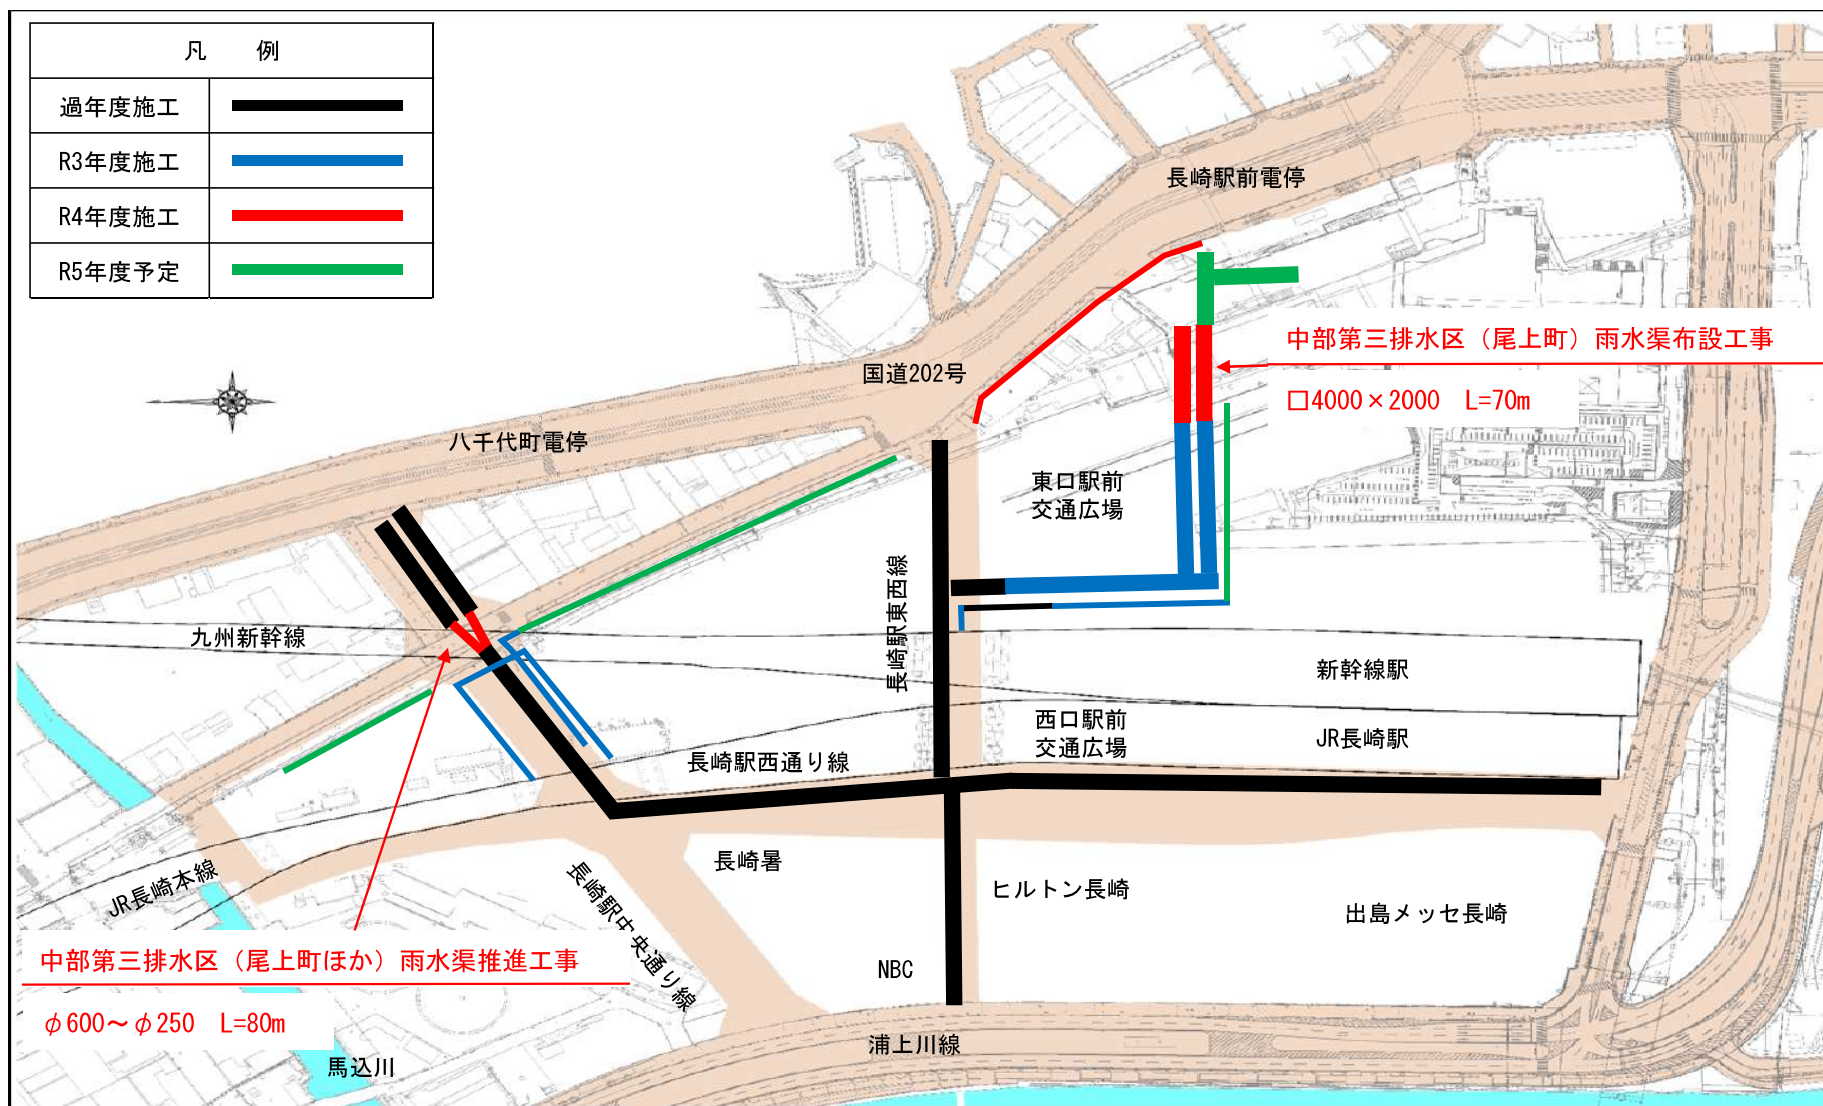 凡　例
過年度施工
R3年度施工
R4年度施工
R5年度予定
長崎駅前電停
中部第三排水区（尾上町）雨水渠布設工事
□4000×2000　L=70m
国道202号
八千代町電停
東口駅前
交通広場
長崎駅東西線
九州新幹線
新幹線駅
西口駅前
交通広場
JR長崎駅
長崎駅西通り線
長崎暑
JR長崎本線
長崎駅中央通り線
ヒルトン長崎
出島メッセ長崎
中部第三排水区（尾上町ほか）雨水渠推進工事
NBC
φ600～φ250　L=80m
浦上川線
馬込川